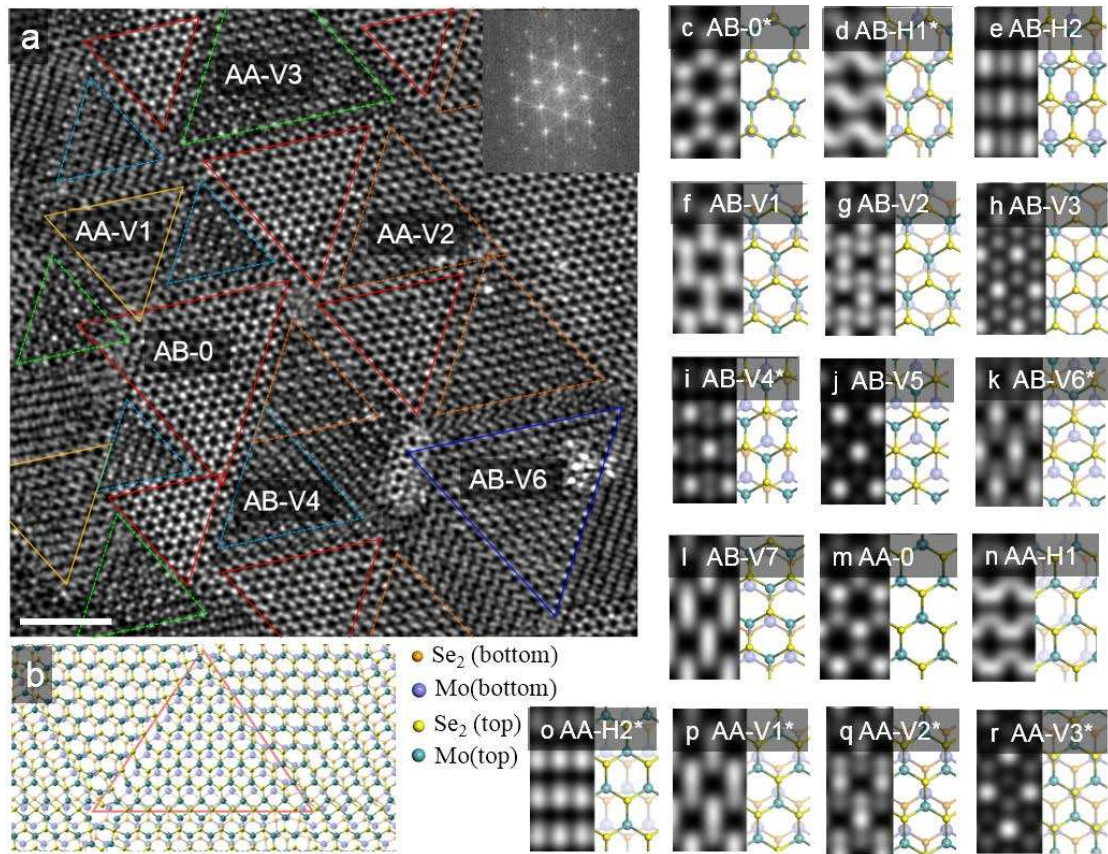 a
AA-V3
AA-V1
AA-V2
AB-0
AB-V4
AB-V6
b
Se₂ (bottom)
Mo(bottom)
Se₂ (top)
Mo(top)
c AB-0*
d AB-H1*
e AB-H2
f AB-V1
g AB-V2
h AB-V3
i AB-V4*
j AB-V5
k AB-V6*
l AB-V7
m AA-0
n AA-H1
o AA-H2*
p AA-V1*
q AA-V2*
r AA-V3*